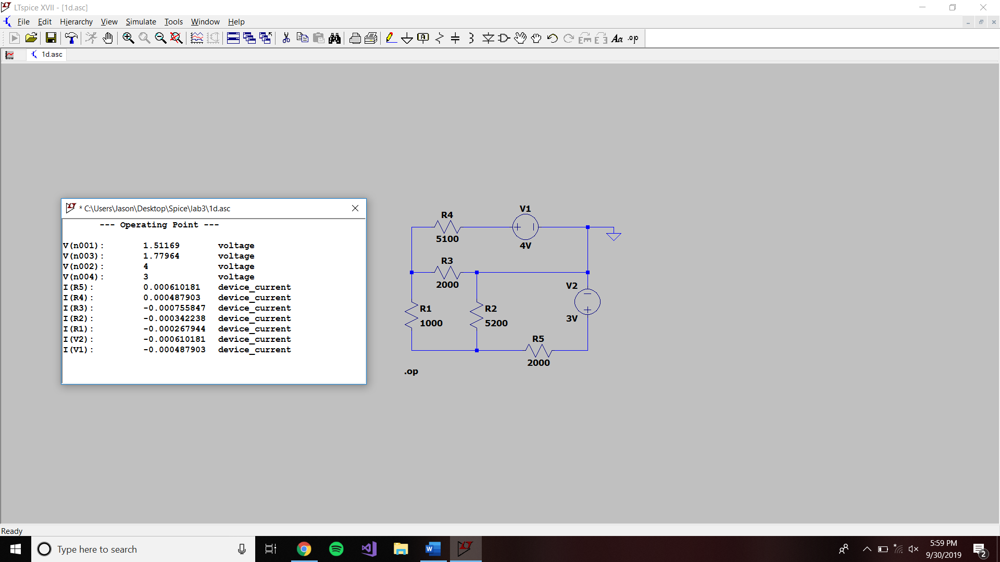 LTspice XVII - [1d.asc]
File Edit Hierarchy View Simulate Tools Window Help
.op
1d.asc
* C:\Users\Jason\Desktop\Spice\lab3\1d.asc
--- Operating Point ---
V(n001): 1.51169 voltage
V(n003): 1.77964 voltage
V(n002): 4 voltage
V(n004): 3 voltage
I(R5): 0.000610181 device_current
I(R4): 0.000487903 device_current
I(R3): -0.000755847 device_current
I(R2): -0.000342238 device_current
I(R1): -0.000267944 device_current
I(V2): -0.000610181 device_current
I(V1): -0.000487903 device_current
V1
R4
5100
4V
R3
2000
V2
3V
R1
1000
R2
5200
R5
2000
.op
Ready
Type here to search
5:59 PM
9/30/2019
2